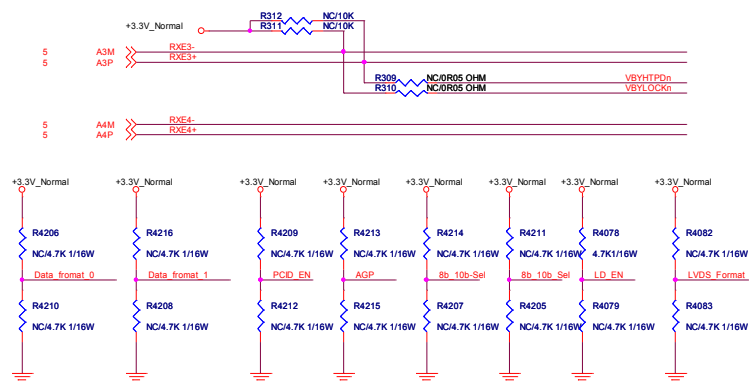 R312 NC/10K
+3.3V_Normal R311 NC/10K
5 A3M RXE3-
5 A3P RXE3+
R309 NC/0R05 OHM VBYHTPDn
R310 NC/0R05 OHM VBYLOCKn
5 A4M RXE4-
5 A4P RXE4+
+3.3V_Normal +3.3V_Normal +3.3V_Normal +3.3V_Normal +3.3V_Normal +3.3V_Normal +3.3V_Normal +3.3V_Normal
R4206 R4216 R4209 R4213 R4214 R4211 R4078 R4082
NC/4.7K 1/16W NC/4.7K 1/16W NC/4.7K 1/16W NC/4.7K 1/16W NC/4.7K 1/16W NC/4.7K 1/16W 4.7K1/16W NC/4.7K 1/16W
Data_fromat_0 Data_fromat_1 PCID_EN AGP 8b_10b-Sel 8b_10b_Sel LD_EN LVDS_Format
R4210 R4208 R4212 R4215 R4207 R4205 R4079 R4083
NC/4.7K 1/16W NC/4.7K 1/16W NC/4.7K 1/16W NC/4.7K 1/16W NC/4.7K 1/16W NC/4.7K 1/16W NC/4.7K 1/16W NC/4.7K 1/16W